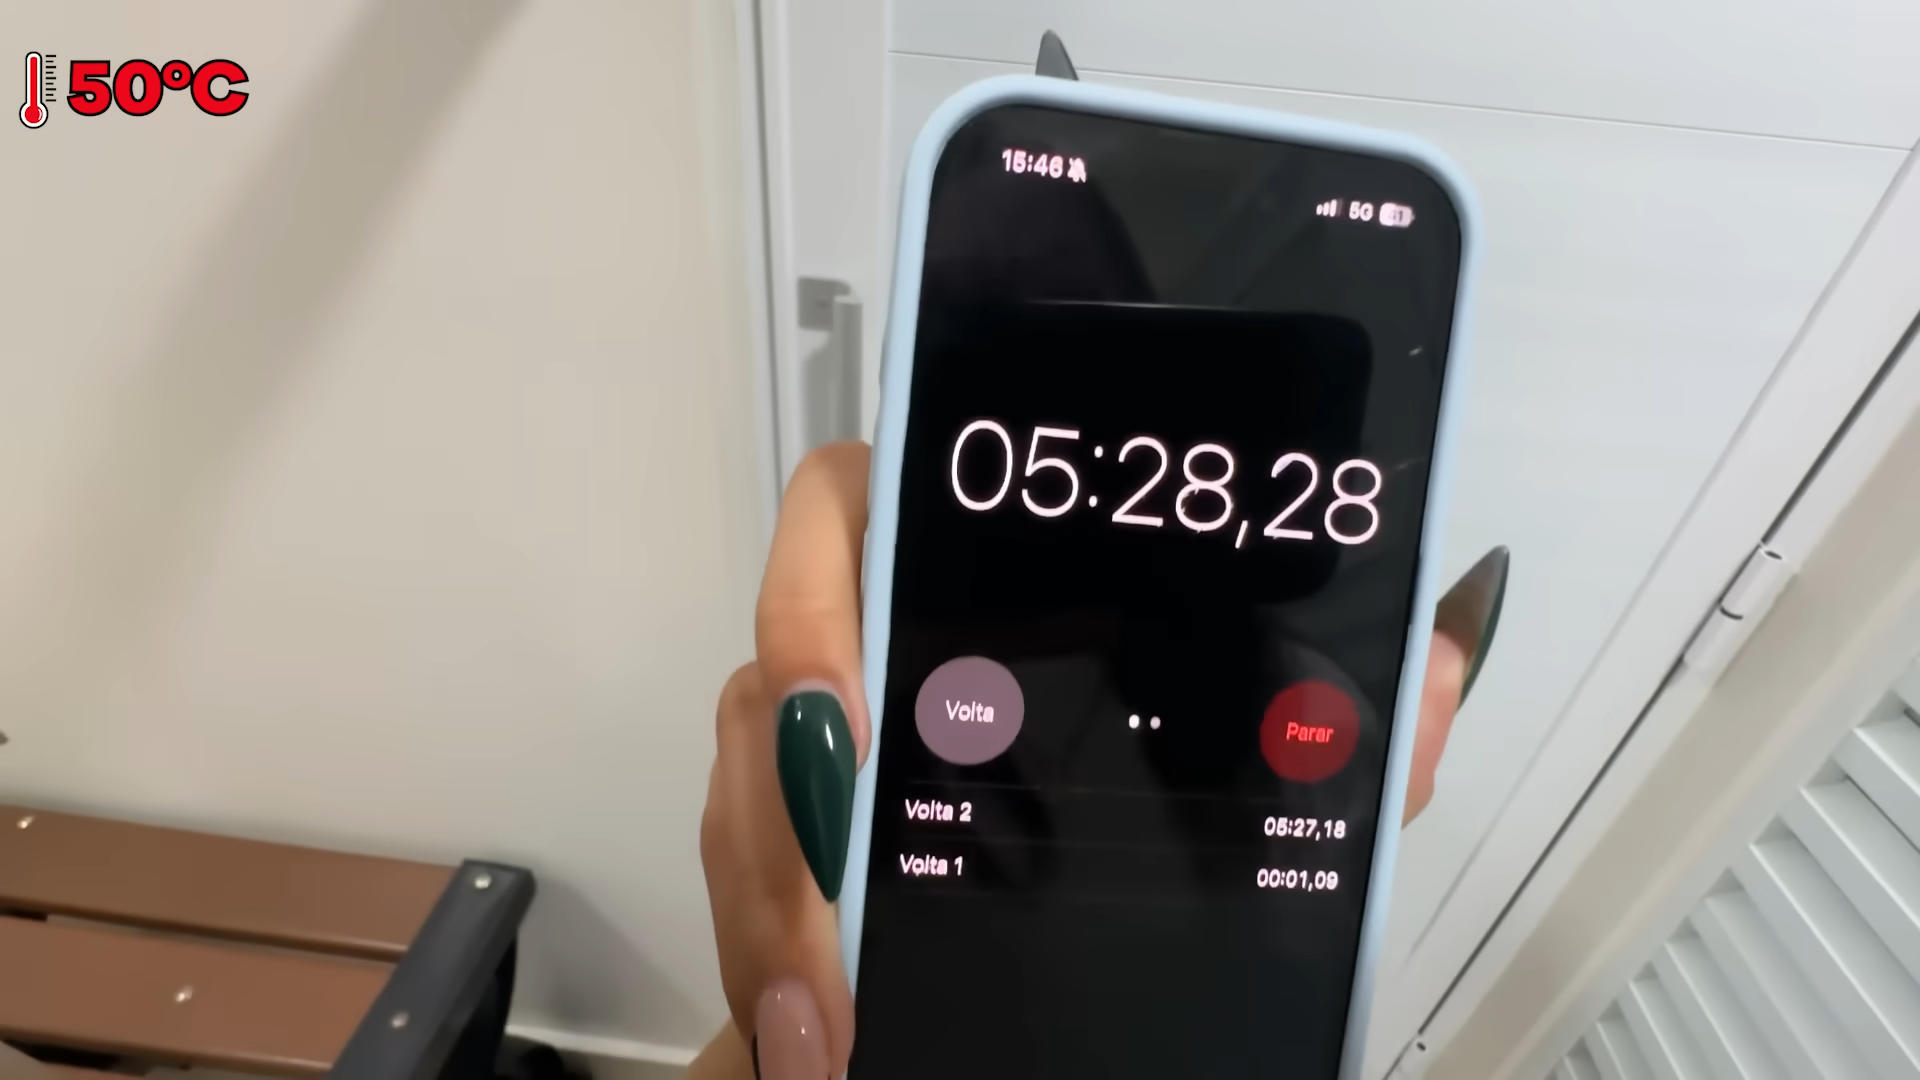 50°C
15:46
5G
05:28,28
Volta
Parar
Volta 2 05:27,18
Volta 1 00:01,09